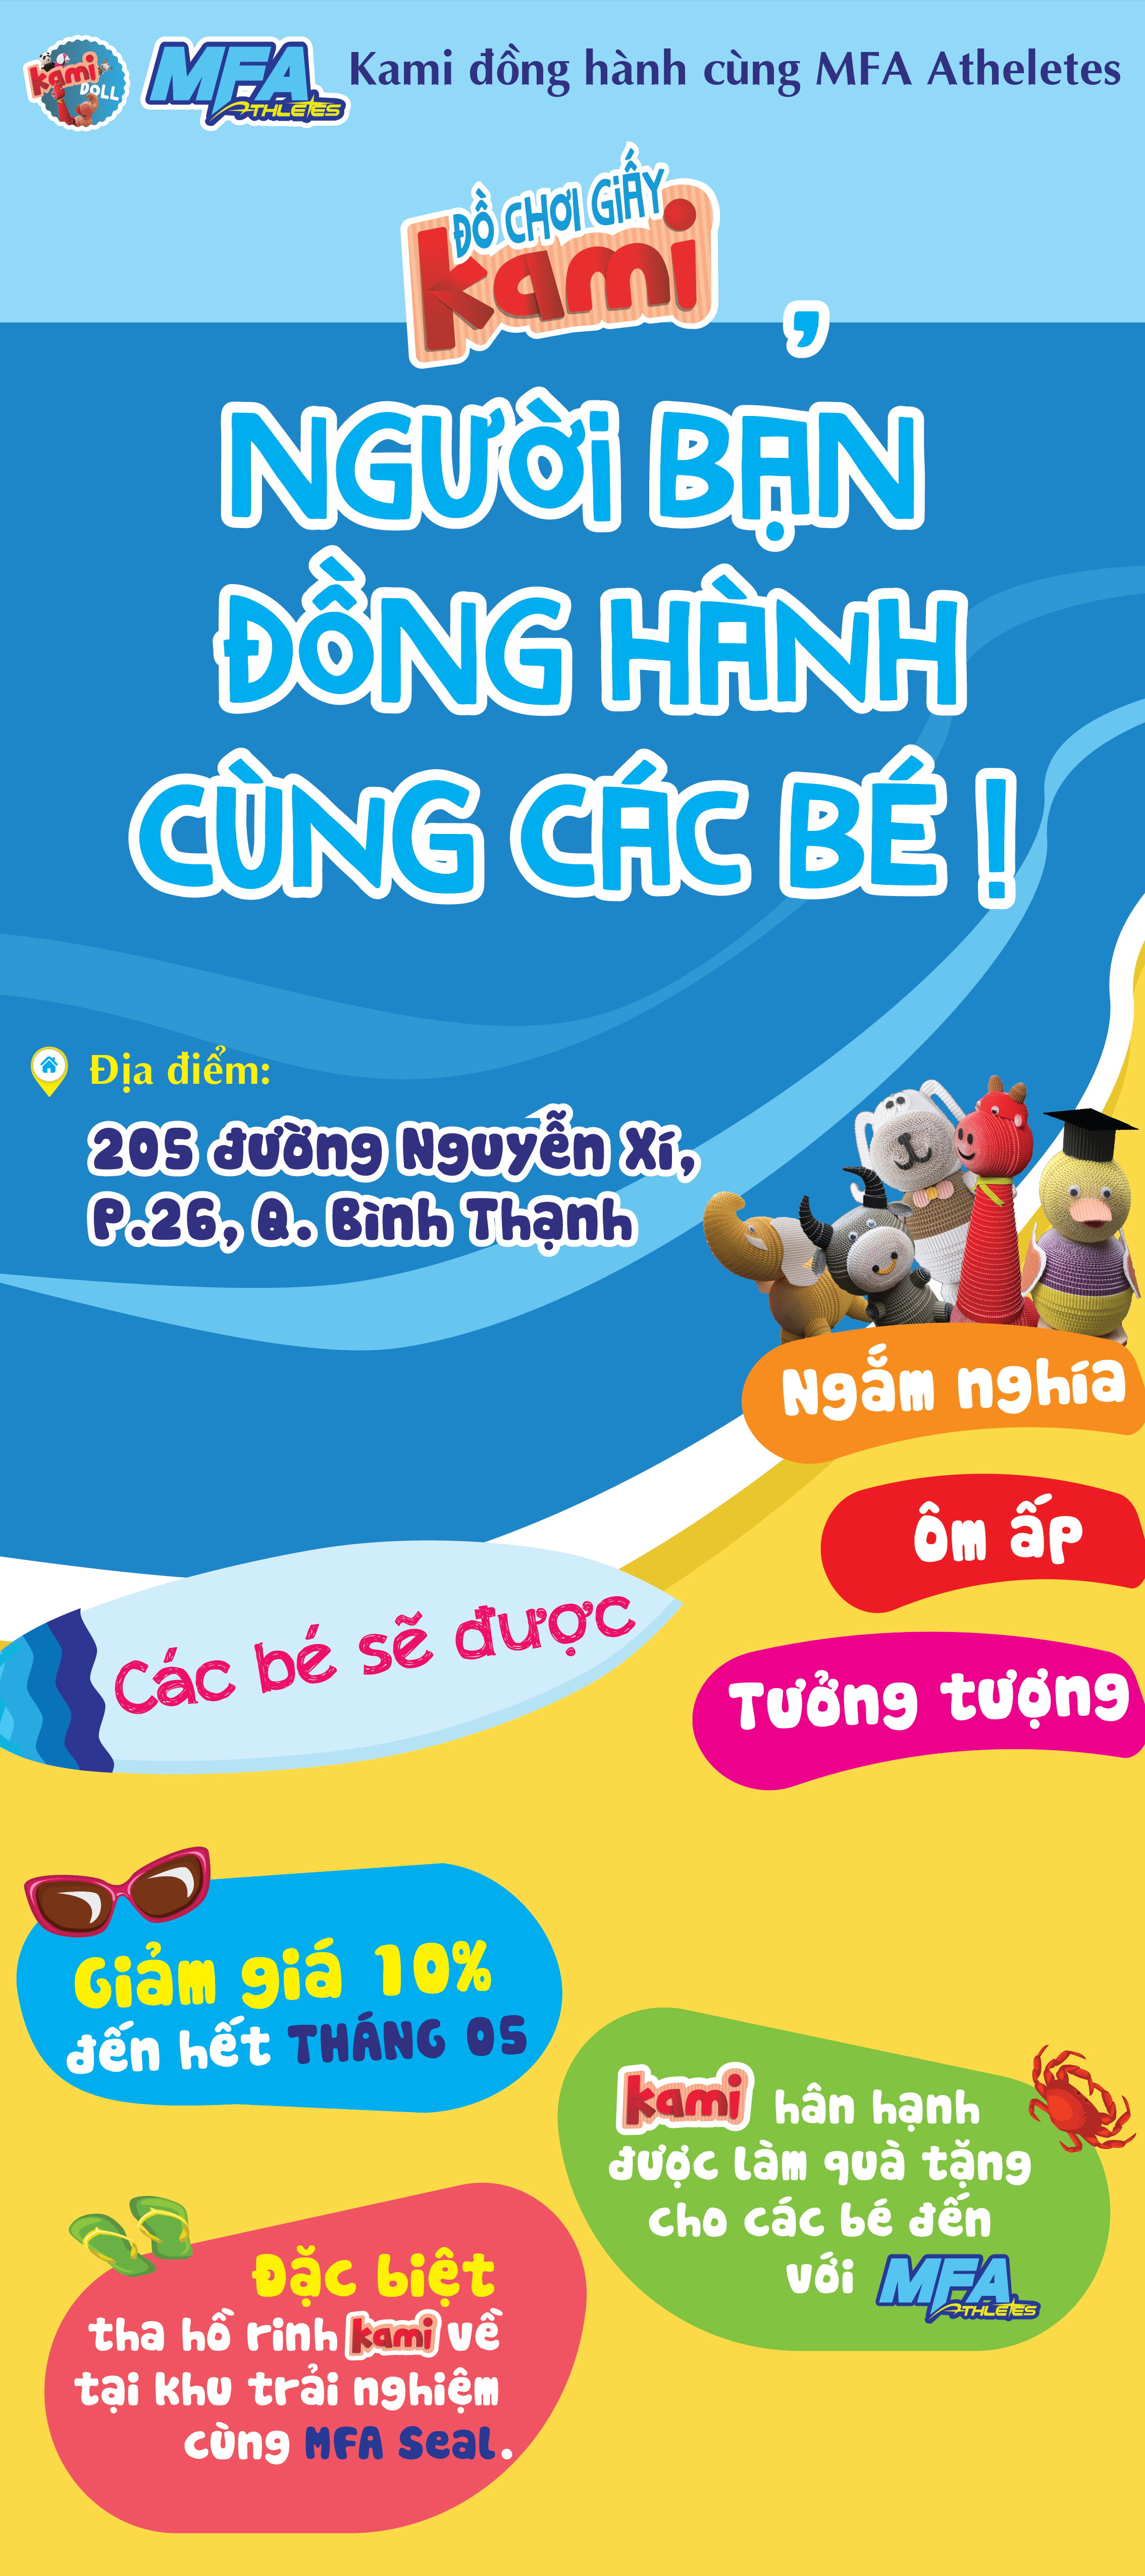 kami
DOLL
MFA
ATHLETES
Kami đồng hành cùng MFA Atheletes
ĐỒ CHƠI GIẤY
kami
,
NGƯỜI BẠN
ĐỒNG HÀNH
CÙNG CÁC BÉ !
Địa điểm:
205 đường Nguyễn Xí,
P.26, Q. Bình Thạnh
Ngắm nghía
Ôm ấp
Tưởng tượng
Các bé sẽ được
Giảm giá 10%
đến hết THÁNG 05
kami hân hạnh
được làm quà tặng
cho các bé đến
với MFA ATHLETES
Đặc biệt
tha hồ rinh kami về
tại khu trải nghiệm
cùng MFA Seal.